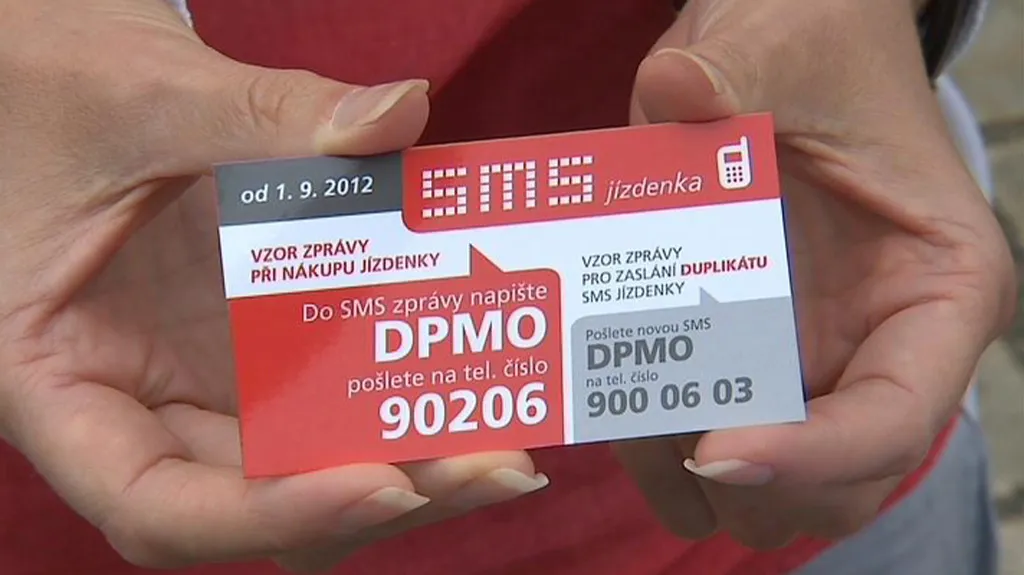 od 1. 9. 2012
SMS jízdenka
VZOR ZPRÁVY
PŘI NÁKUPU JÍZDENKY
Do SMS zprávy napište
DPMO
pošlete na tel. číslo
90206
VZOR ZPRÁVY
PRO ZASLÁNÍ DUPLIKÁTU
SMS JÍZDENKY
Pošlete novou SMS
DPMO
na tel. číslo
900 06 03